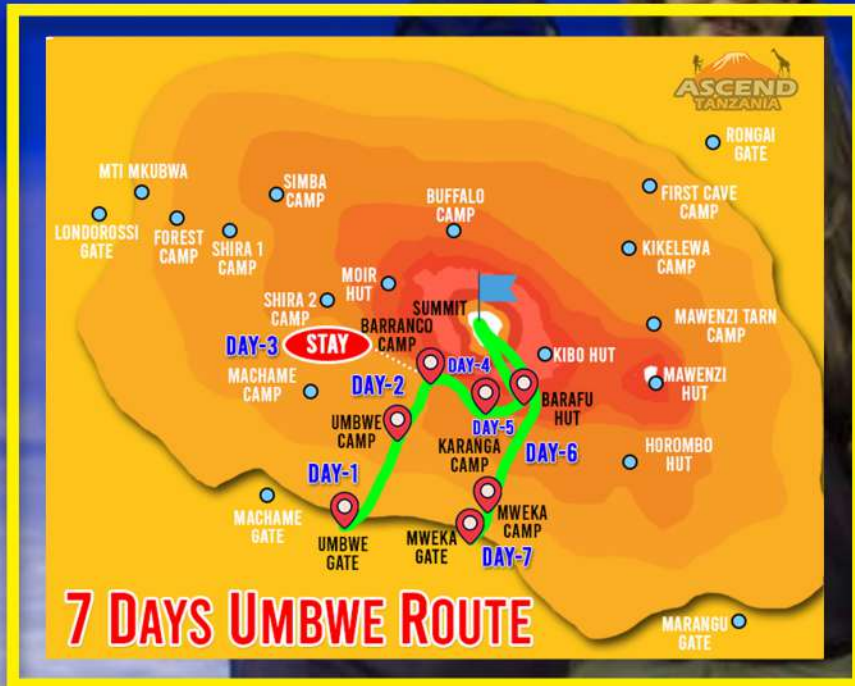 ASCEND
TANZANIA
RONGAI
GATE
MTI MKUBWA
SIMBA
CAMP
FIRST CAVE
CAMP
LONDOROSSI
GATE
FOREST
CAMP
SHIRA 1
CAMP
BUFFALO
CAMP
KIKELEWA
CAMP
MOIR
HUT
SHIRA 2
CAMP
SUMMIT
MAWENZI TARN
CAMP
DAY-3
STAY
BARRANCO
CAMP
DAY-4
KIBO HUT
MACHAME
CAMP
DAY-2
MAWENZI
HUT
BARAFU
HUT
UMBWE
CAMP
DAY-5
KARANGA
CAMP
DAY-6
HOROMBO
HUT
DAY-1
MACHAME
GATE
UMBWE
GATE
MWEKA
CAMP
MWEKA
GATE
DAY-7
7 DAYS UMBWE ROUTE
MARANGU
GATE